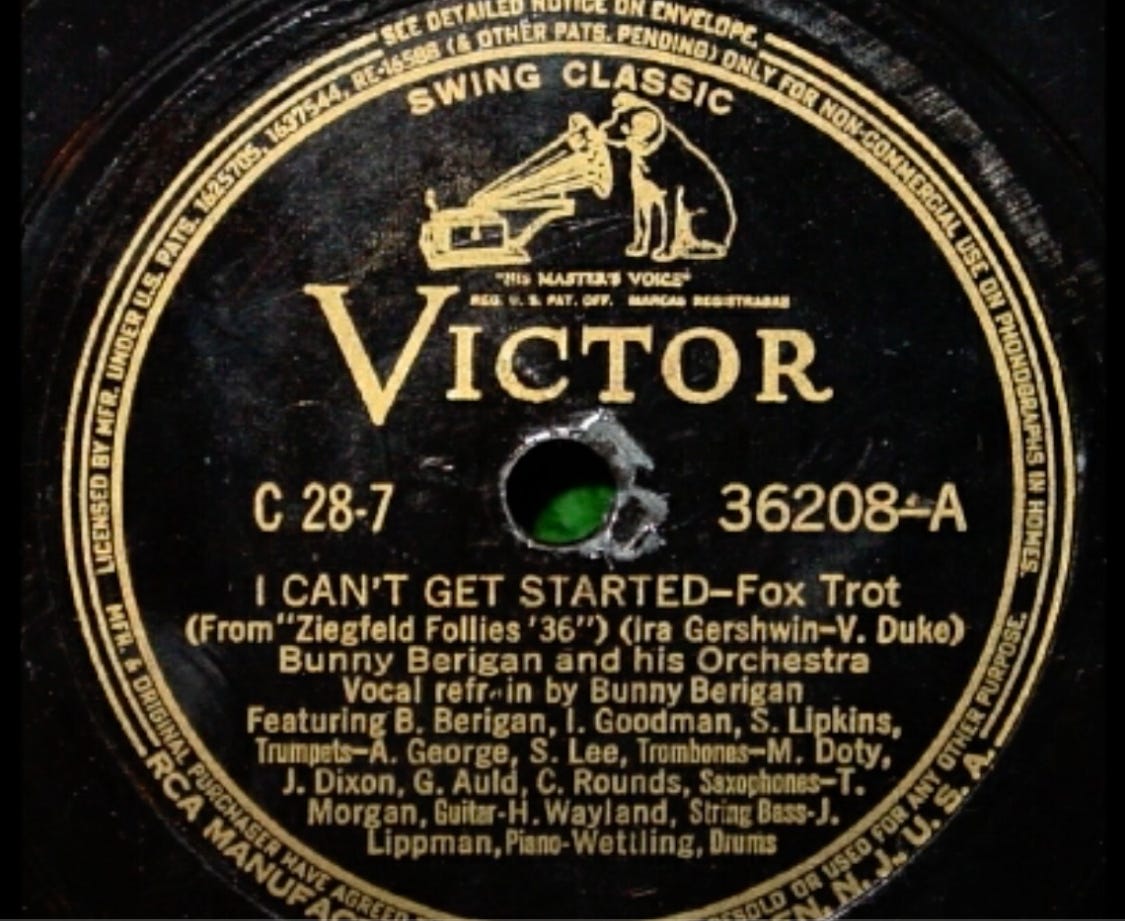 SEE DETAILED NOTICE ON ENVELOPE.
LICENSED BY MFR. UNDER U.S. PATS. 1625705, 1637544, RE-16588 (& OTHER PATS. PENDING) ONLY FOR NON-COMMERCIAL USE ON PHONOGRAPHS IN HOMES.
SWING CLASSIC
"HIS MASTER'S VOICE"
REG. U. S. PAT. OFF. MARCAS REGISTRADAS
VICTOR
C 28-7
36208-A
I CAN'T GET STARTED-Fox Trot
(From "Ziegfeld Follies '36") (Ira Gershwin-V. Duke)
Bunny Berigan and his Orchestra
Vocal refr in by Bunny Berigan
Featuring B. Berigan, I. Goodman, S. Lipkins,
Trumpets-A. George, S. Lee, Trombones-M. Doty,
J. Dixon, G. Auld, C. Rounds, Saxophones-T.
Morgan, Guitar-H. Wayland, String Bass-J.
Lippman, Piano-Wettling, Drums
MFR. & ORIGINAL PURCHASER HAVE AGREED
RESOLD OR USED FOR ANY OTHER PURPOSE.
RCA MANUFAC
N. J., U. S. A.